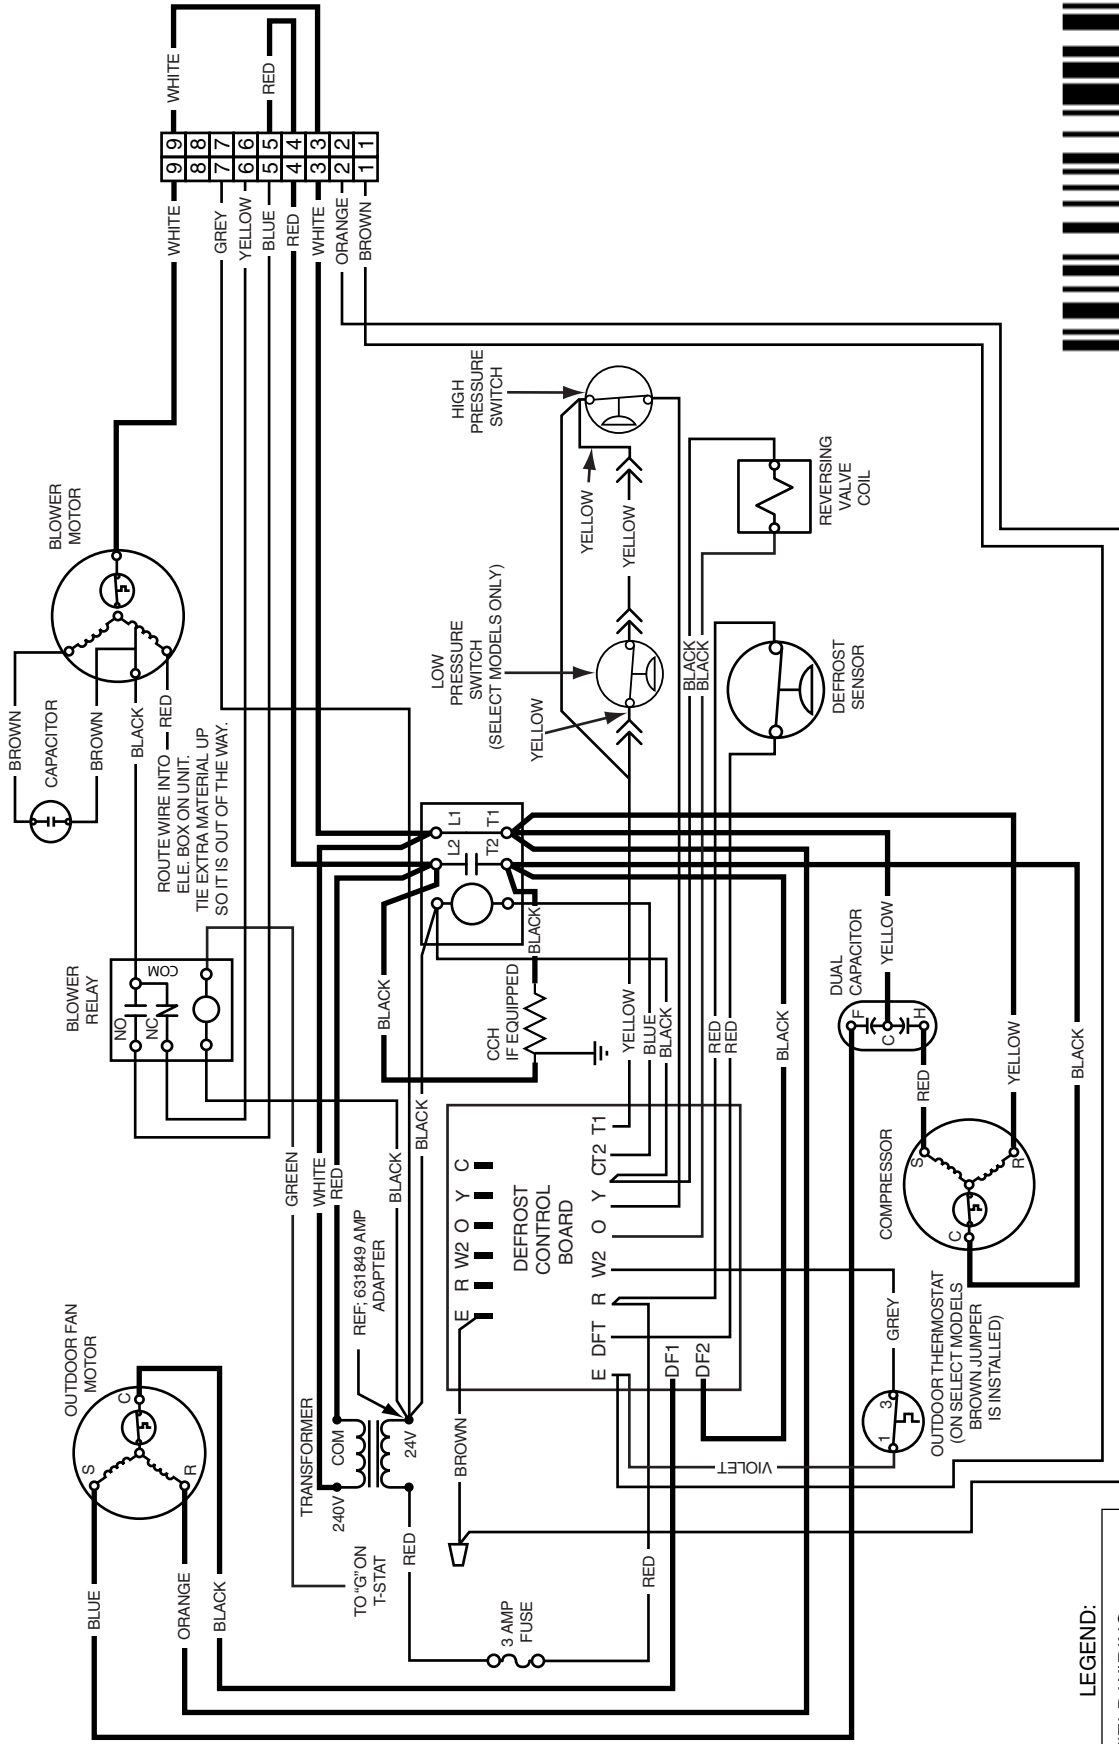 WHITE
RED
9 8 7 6 5 4 3 2 1
9 8 7 6 5 4 3 2 1
WHITE
GREY
YELLOW
BLUE
RED
WHITE
ORANGE
BROWN
BLOWER
MOTOR
BROWN
CAPACITOR
BROWN
BLACK
RED
ROUTE WIRE INTO
ELE. BOX ON UNIT.
TIE EXTRA MATERIAL UP
SO IT IS OUT OF THE WAY.
BLOWER
RELAY
NO
NC
COM
HIGH
PRESSURE
SWITCH
YELLOW
YELLOW
LOW
PRESSURE
SWITCH
(SELECT MODELS ONLY)
YELLOW
REVERSING
VALVE
COIL
BLACK
BLACK
DEFROST
SENSOR
L1
T1
L2
T2
BLACK
BLACK
CCH
IF EQUIPPED
YELLOW
BLUE
BLACK
RED
RED
BLACK
DUAL
CAPACITOR
YELLOW
F
C
H
RED
YELLOW
BLACK
COMPRESSOR
S
R
C
GREEN
WHITE
RED
BLACK
BLACK
REF; 631849 AMP
ADAPTER
E R W2 O Y C
DEFROST
CONTROL
BOARD
E DFT R W2 O Y C T2 T1
DF1
DF2
OUTDOOR FAN
MOTOR
S
C
R
TRANSFORMER
240V
COM
24V
BROWN
GREY
1
3
OUTDOOR THERMOSTAT
(ON SELECT MODELS
BROWN JUMPER
IS INSTALLED)
VIOLET
BLUE
ORANGE
BLACK
TO "G" ON
T-STAT
RED
3 AMP
FUSE
RED
LEGEND: